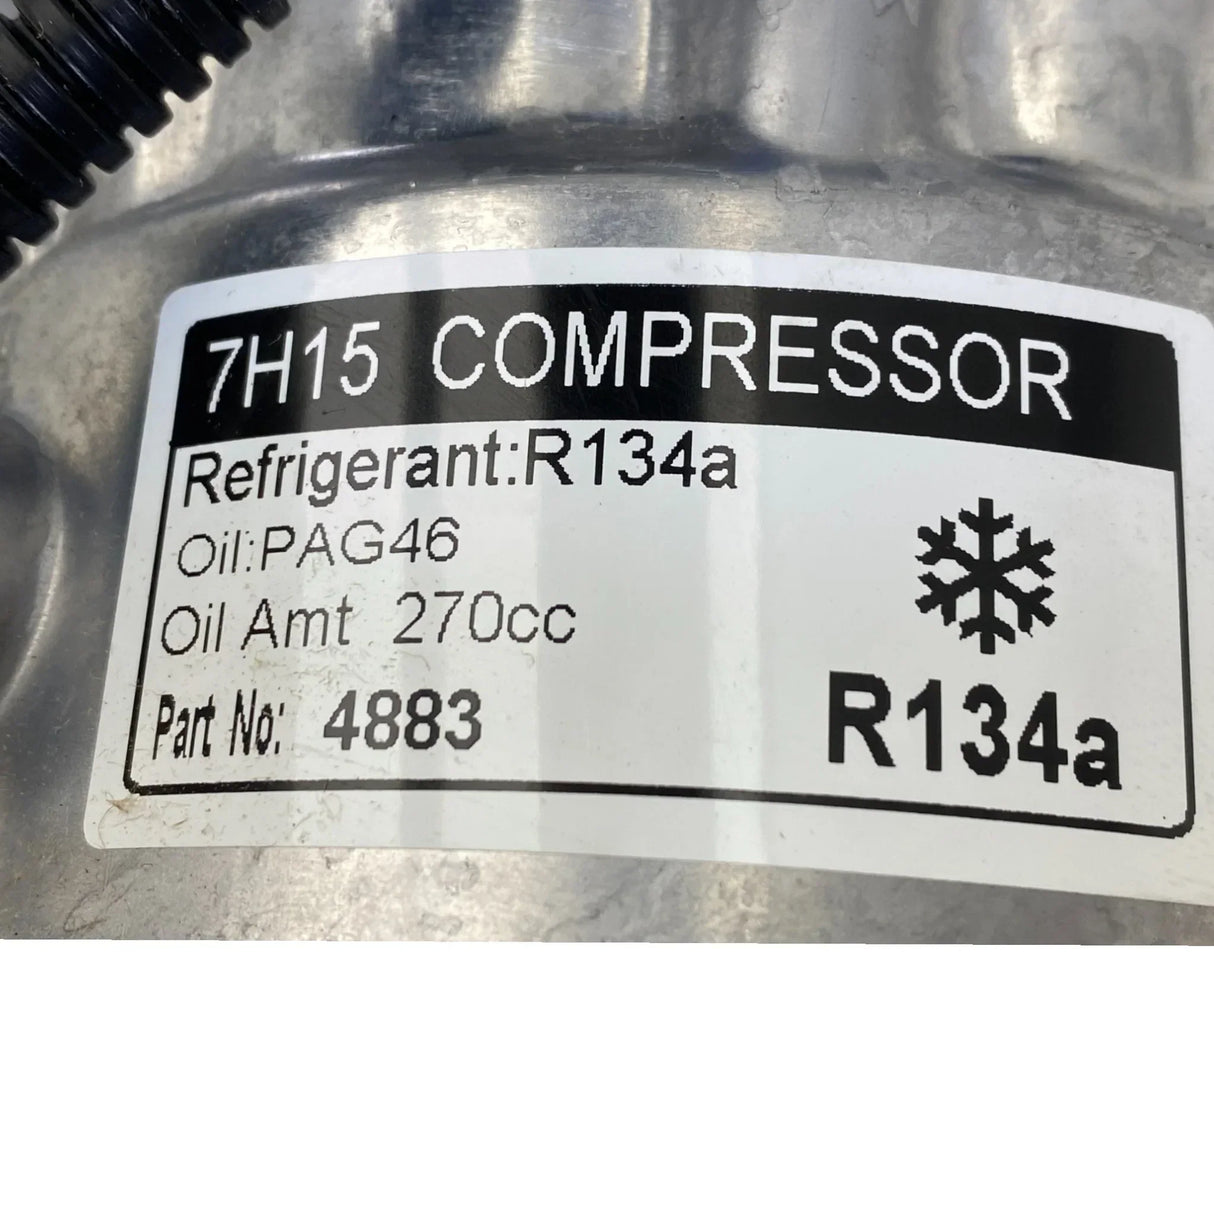 7H15 COMPRESSOR
Refrigerant:R134a
Oil:PAG46
Oil Amt 270cc
Part No: 4883
R134a